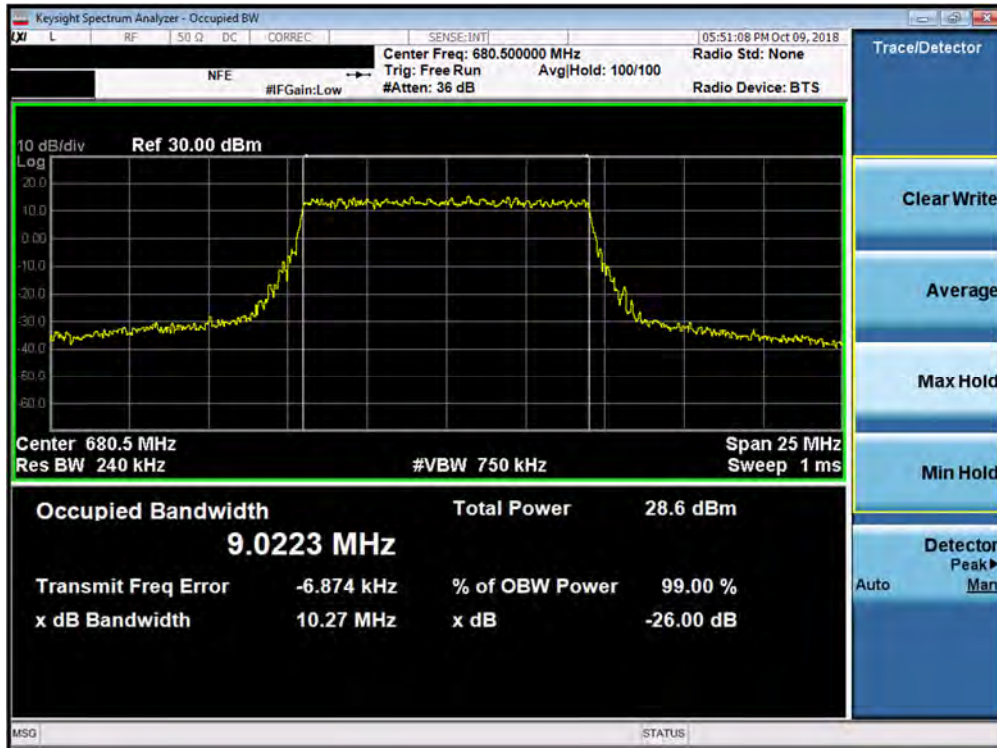 Keysight Spectrum Analyzer - Occupied BW
LXI L RF 50 Ω DC CORREC SENSE:INT 05:51:08 PM Oct 09, 2018
Center Freq: 680.500000 MHz Radio Std: None
NFE Trig: Free Run Avg|Hold: 100/100
#IFGain:Low #Atten: 36 dB Radio Device: BTS
Trace/Detector
10 dB/div Ref 30.00 dBm
Log
20.0
10.0
0.00
-10.0
-20.0
-30.0
-40.0
-50.0
-60.0
Center 680.5 MHz Span 25 MHz
Res BW 240 kHz #VBW 750 kHz Sweep 1 ms
Occupied Bandwidth Total Power 28.6 dBm
9.0223 MHz
Transmit Freq Error -6.874 kHz % of OBW Power 99.00 %
x dB Bandwidth 10.27 MHz x dB -26.00 dB
Clear Write
Average
Max Hold
Min Hold
Detector
Peak▶
Auto Man
MSG STATUS